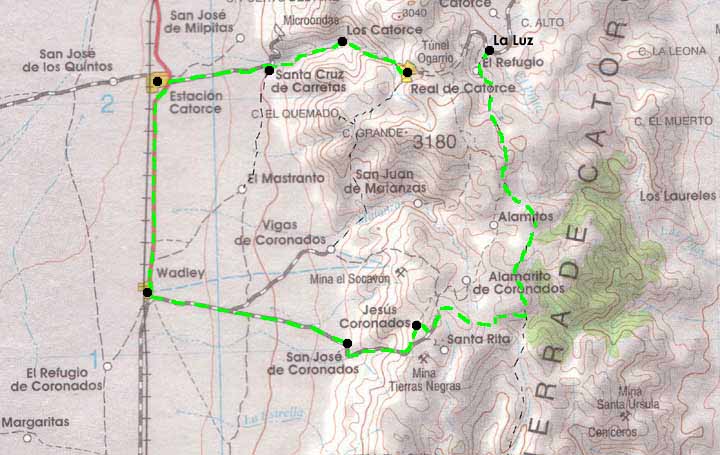 San José
de Milpitas
Microondas
3040
Catorce
C. ALTO
Los Catorce
La Luz
San José
de los Quintos
Túnel
Ogarrio
C. LA LEONA
El Refugio
Santa Cruz
de Carretas
Real de Catorce
Estación
Catorce
2
C. EL QUEMADO
C. GRANDE
3180
C. EL MUERTO
El Mastranto
San Juan
de Matanzas
Los Laureles
Alamitos
Vigas
de Coronados
Wadley
Mina el Socavón
Alamarito
de Coronados
Jesús
Coronados
Santa Rita
San José
de Coronados
1
El Refugio
de Coronados
Mina
Tierras Negras
Mina
Santa Úrsula
Margaritas
La Estrella
Ceniceros
ERRA DE CATOR